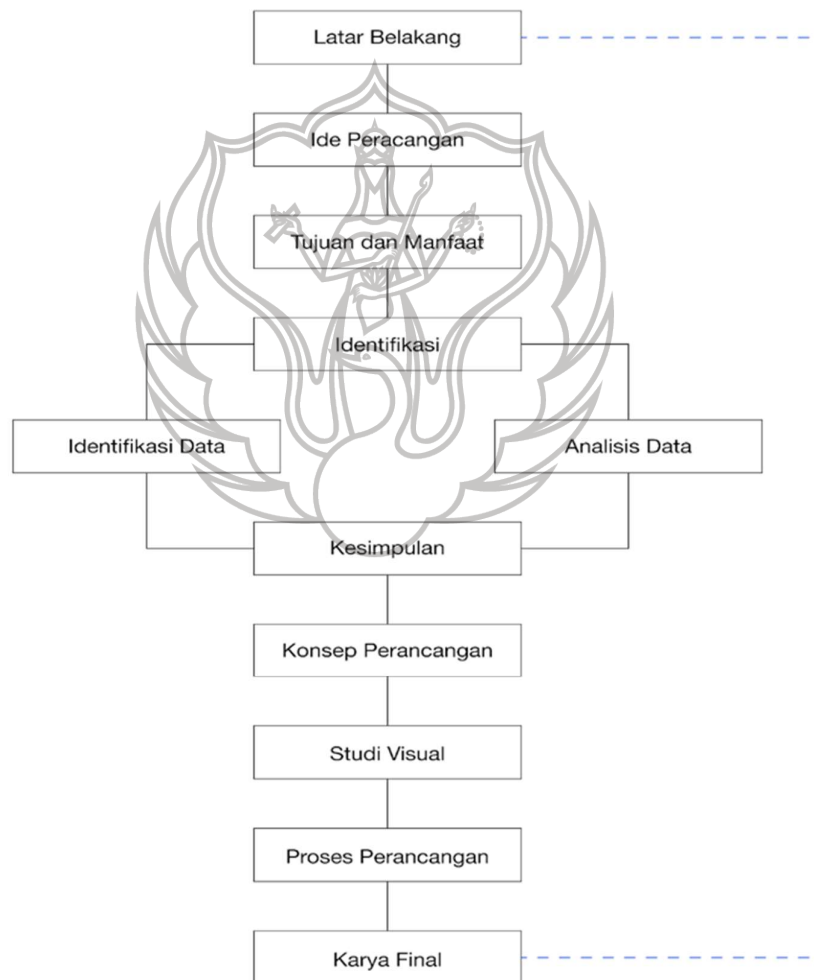 Latar Belakang
Ide Peracangan
Tujuan dan Manfaat
Identifikasi
Identifikasi Data
Analisis Data
Kesimpulan
Konsep Perancangan
Studi Visual
Proses Perancangan
Karya Final